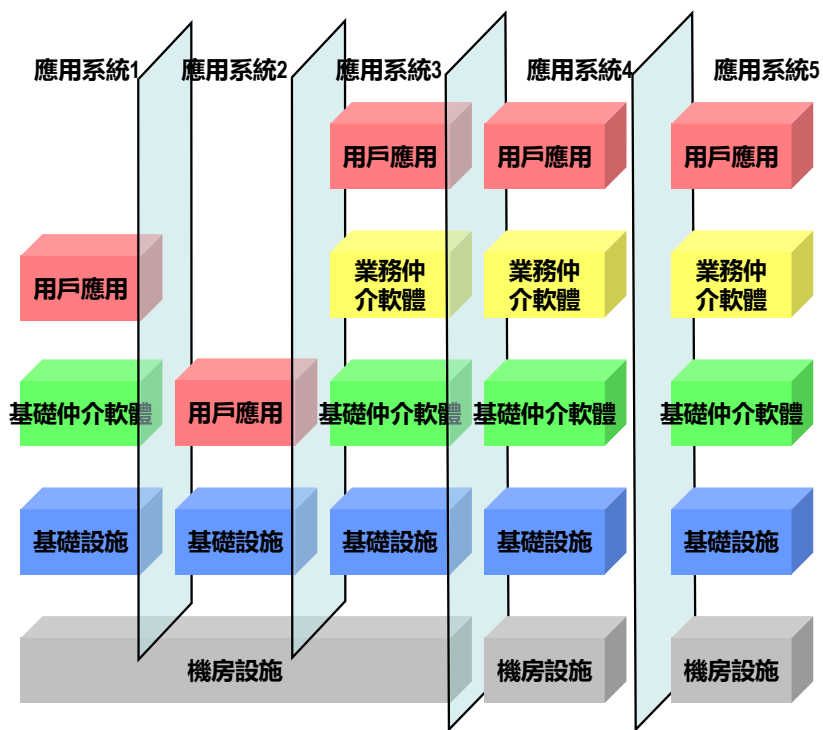 應用系統1
應用系統2
應用系統3
應用系統4
應用系統5
用戶應用
用戶應用
用戶應用
用戶應用
業務仲
介軟體
業務仲
介軟體
業務仲
介軟體
基礎仲介軟體
用戶應用
基礎仲介軟體
基礎仲介軟體
基礎仲介軟體
基礎設施
基礎設施
基礎設施
基礎設施
基礎設施
機房設施
機房設施
機房設施